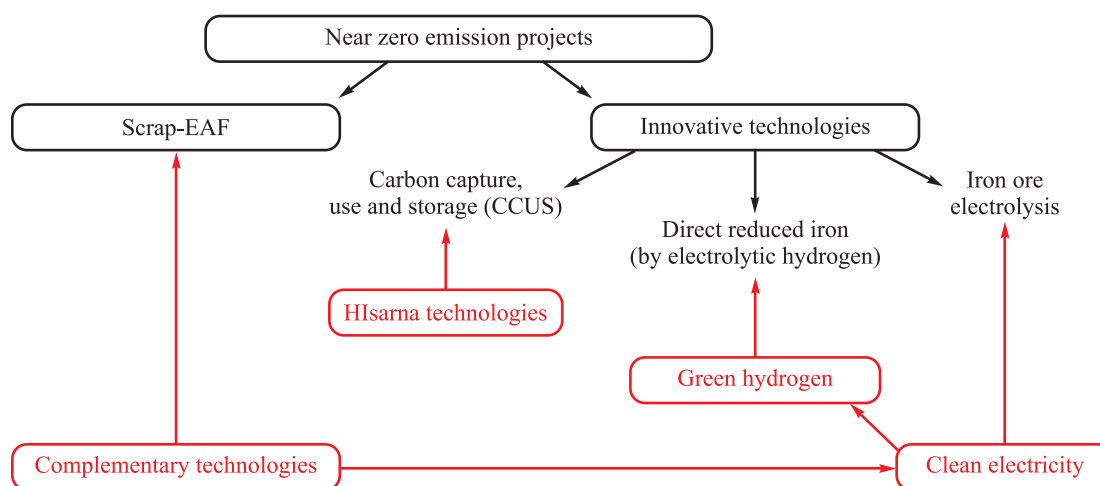 Near zero emission projects
Scrap-EAF
Innovative technologies
Carbon capture,
use and storage (CCUS)
Direct reduced iron
(by electrolytic hydrogen)
Iron ore
electrolysis
HIsarna technologies
Green hydrogen
Complementary technologies
Clean electricity